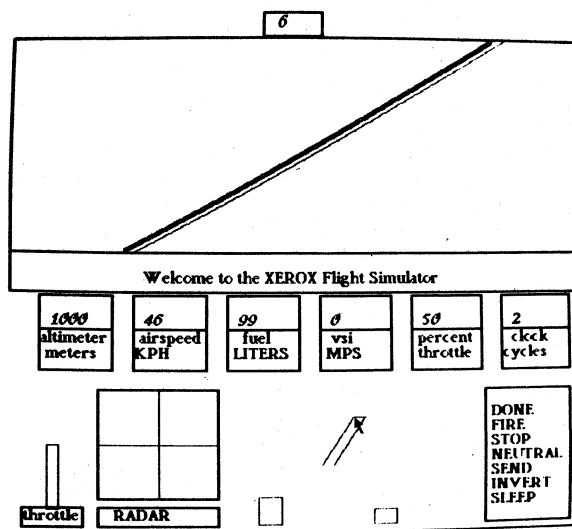 6
Welcome to the XEROX Flight Simulator
1000
altimeter
meters
46
airspeed
KPH
99
fuel
LITERS
0
vsi
MPS
50
percent
throttle
2
clock
cycles
DONE
FIRE
STOP
NEUTRAL
SEND
INVERT
SLEEP
throttle
RADAR